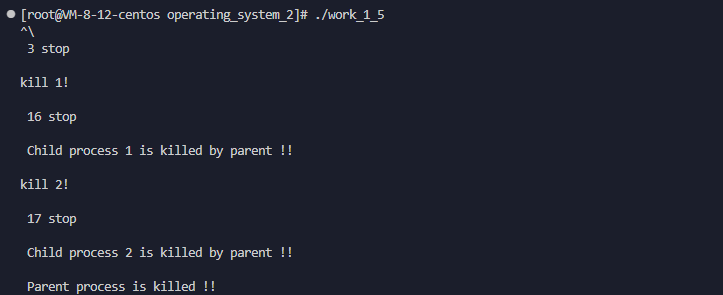 [root@VM-8-12-centos operating_system_2]# ./work_1_5
^\
3 stop
kill 1!
16 stop
Child process 1 is killed by parent !!
kill 2!
17 stop
Child process 2 is killed by parent !!
Parent process is killed !!